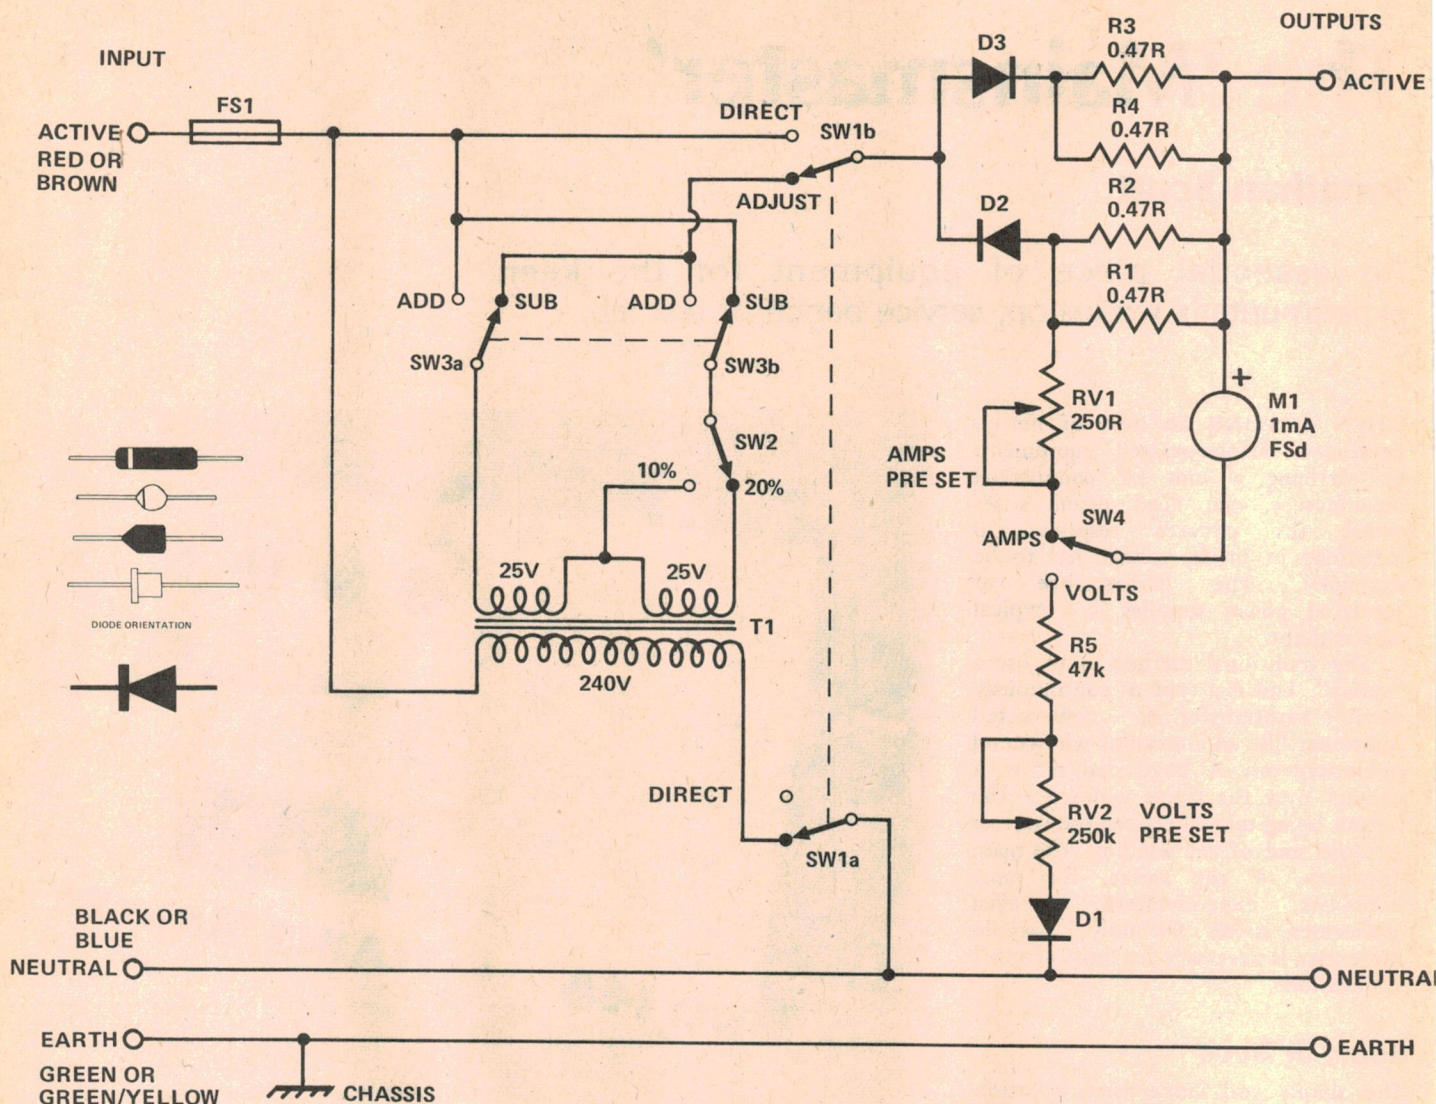 OUTPUTS
INPUT
R3
0.47R
D3
ACTIVE
FS1
DIRECT
SW1b
R4
0.47R
ACTIVE
RED OR
BROWN
ADJUST
R2
0.47R
D2
R1
0.47R
ADD
SUB
ADD
SUB
SW3a
SW3b
RV1
250R
+
M1
1mA
FSd
SW2
AMPS
PRE SET
10%
20%
SW4
AMPS
25V
25V
VOLTS
DIODE ORIENTATION
T1
R5
47k
240V
DIRECT
SW1a
RV2
250k
VOLTS
PRE SET
BLACK OR
BLUE
D1
NEUTRAL
NEUTRA
EARTH
EARTH
GREEN OR
GREEN/YELLOW
CHASSIS